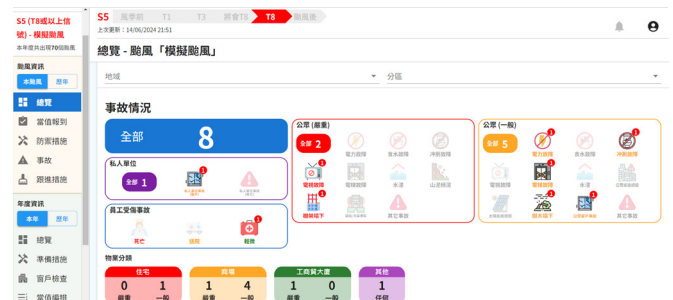 S5 (T8或以上信
號) - 模擬颱風
本年度共出現70個颱風
颱風資訊
本颱風 歷年
總覽
當值報到
防禦措施
事故
跟進措施
年度資訊
本年 歷年
總覽
準備措施
窗戶檢查
當值編排
S5 風季前 T1 T3 將會T8 T8 颱風後
上次更新：14/06/2024 21:51
總覽 - 颱風「模擬颱風」
地域 分區
事故情況
全部 8
私人單位
全部 1
員工受傷事故
死亡 送院 輕微
公眾 (嚴重)
全部 2
電力故障 食水故障 沖廁故障
電視故障 電梯故障 水浸 山泥傾瀉
棚架塌下 其它事故
公眾 (一般)
全部 5
電力故障 食水故障 沖廁故障
電視故障 電梯故障 水浸
樹木塌下 其它事故
物業分類
住宅 商場 工商貿大廈 其他
0 1 1 4 1 0 1
嚴重 一般 嚴重 一般 嚴重 一般 任何